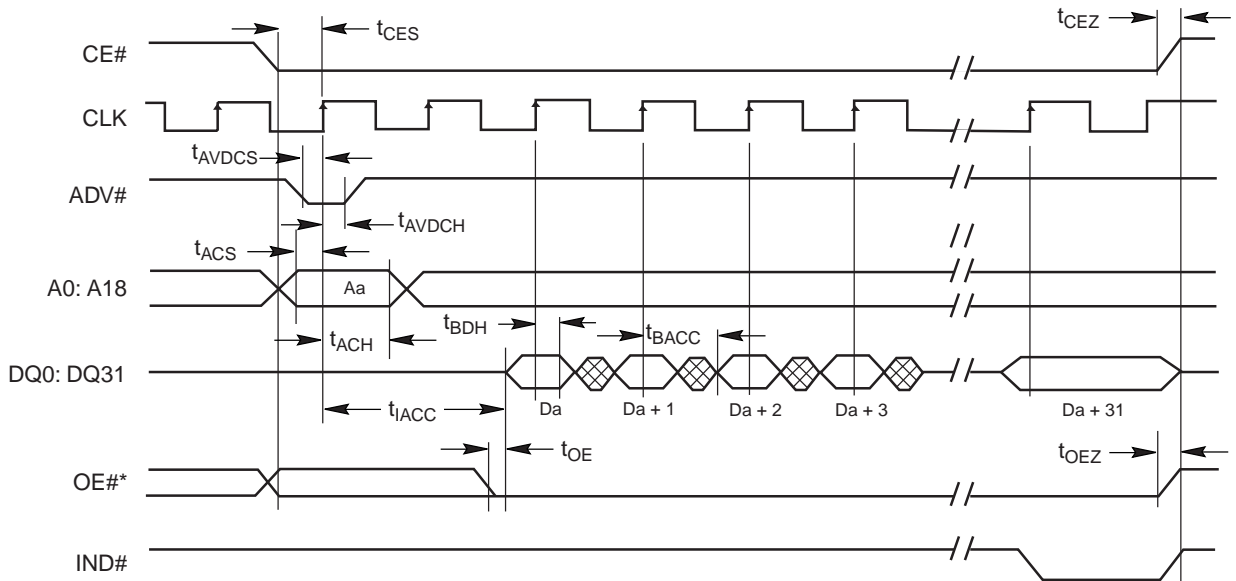 tCES
tCEZ
CE#
CLK
tAVDCS
ADV#
tAVDCH
tACS
A0: A18
Aa
tACH
tBDH
tBACC
DQ0: DQ31
Da
Da + 1
Da + 2
Da + 3
Da + 31
tIACC
tOE
tOEZ
OE#*
IND#